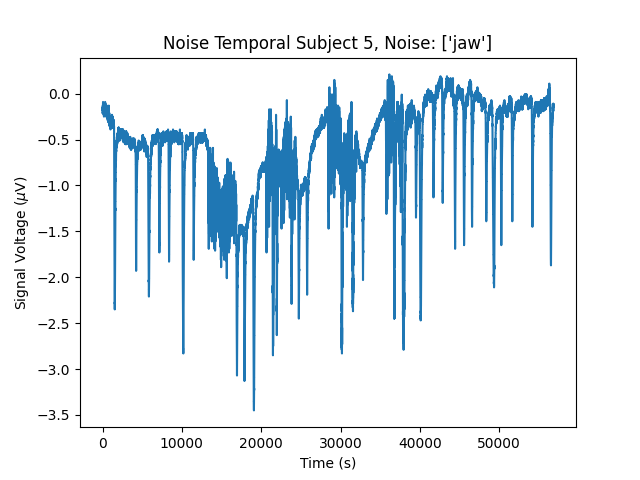 Noise Temporal Subject 5, Noise: ['jaw']
Signal Voltage (μV)
0.0
−0.5
−1.0
−1.5
−2.0
−2.5
−3.0
−3.5
0 10000 20000 30000 40000 50000
Time (s)